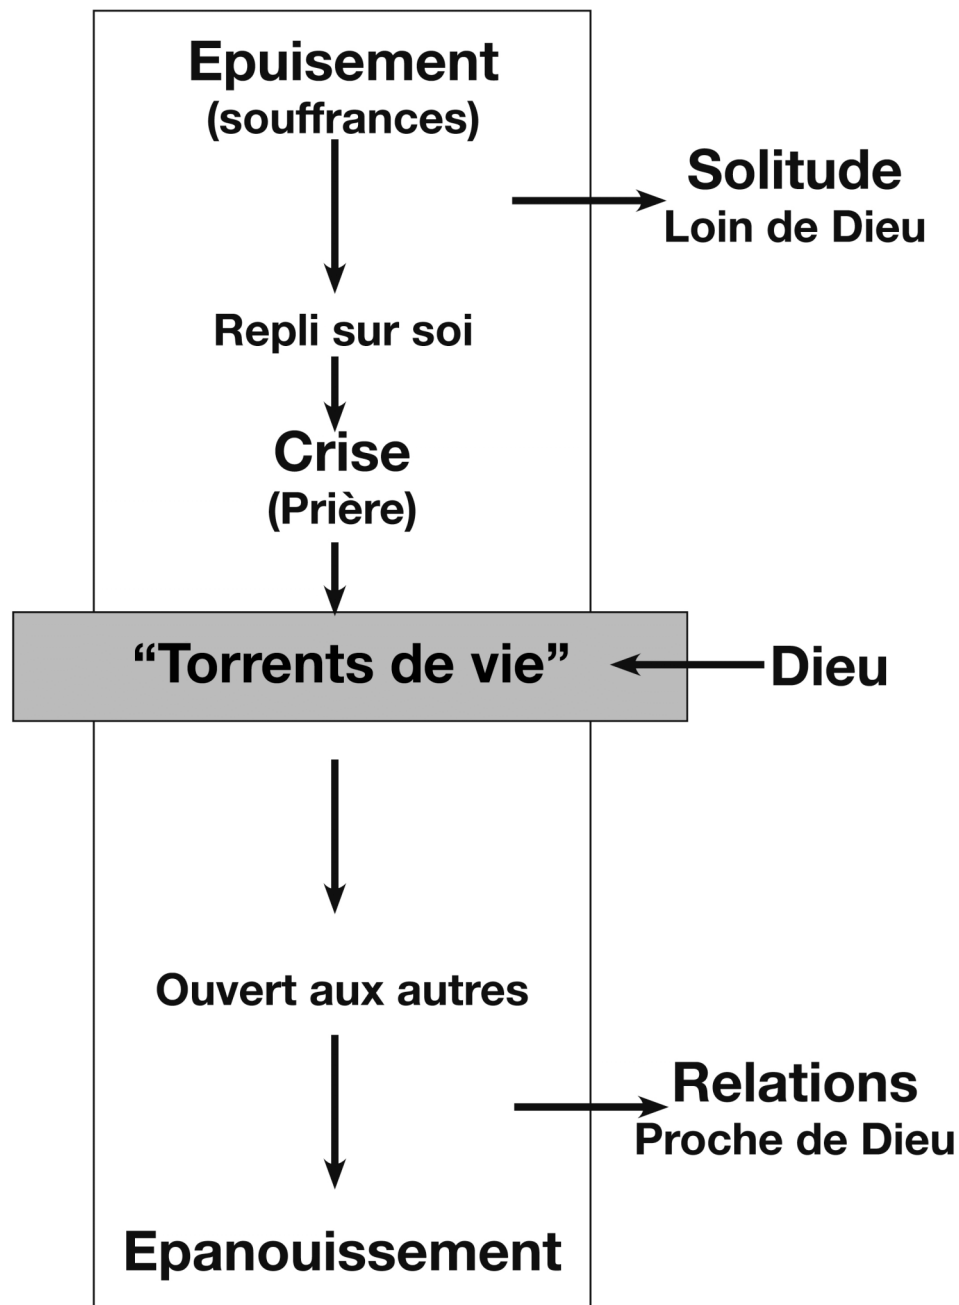 Epuisement
(souffrances)
Solitude
Loin de Dieu
Repli sur soi
Crise
(Prière)
“Torrents de vie”
Dieu
Ouvert aux autres
Relations
Proche de Dieu
Epanouissement